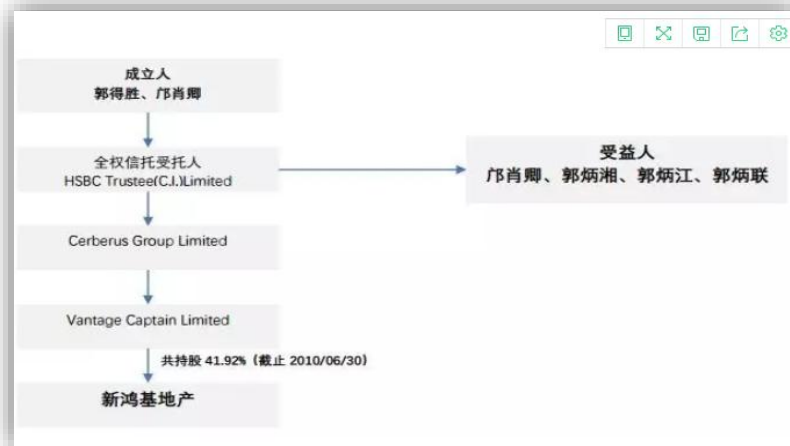 成立人
郭得胜、邝肖卿
全权信托受托人
HSBC Trustee(C.I.)Limited
受益人
邝肖卿、郭炳湘、郭炳江、郭炳联
Cerberus Group Limited
Vantage Captain Limited
共持股 41.92%（截止 2010/06/30）
新鸿基地产